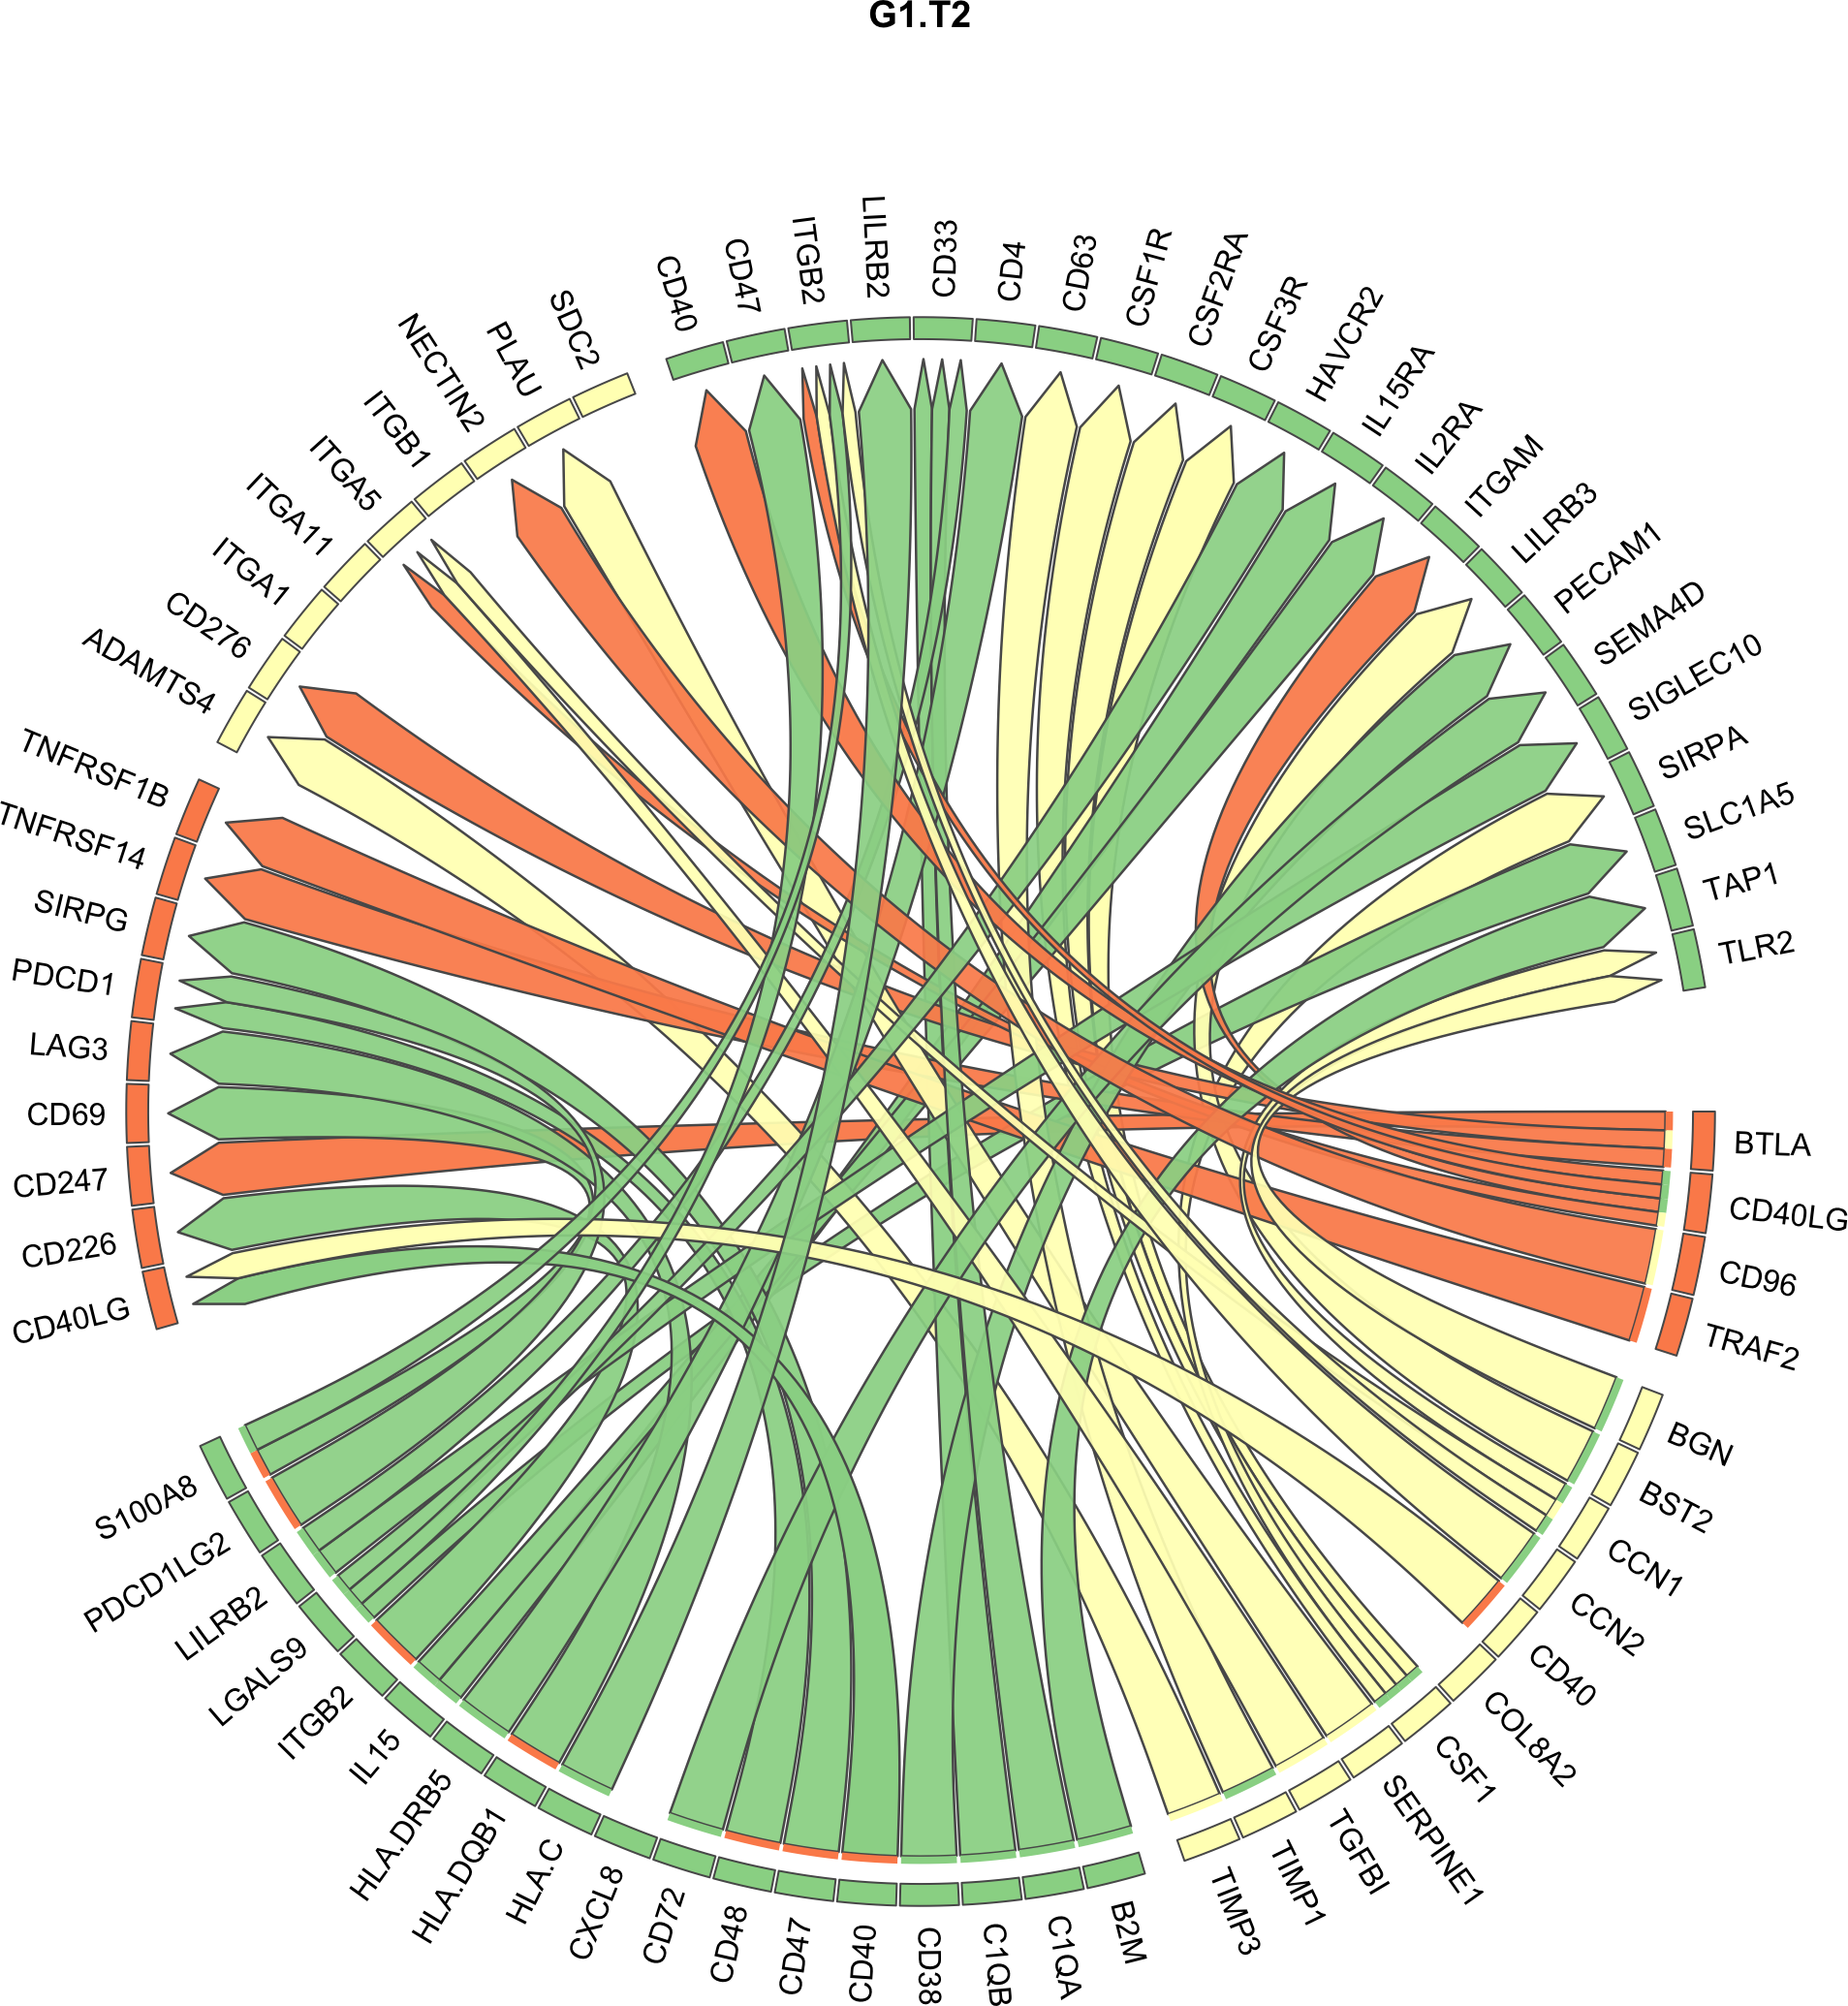 G1.T2
CD40
CD47
ITGB2
LILRB2
CD33
CD4
CD63
CSF1R
CSF2RA
CSF3R
HAVCR2
IL15RA
IL2RA
ITGAM
LILRB3
PECAM1
SEMA4D
SIGLEC10
SIRPA
SLC1A5
TAP1
TLR2
BTLA
CD40LG
CD96
TRAF2
BGN
BST2
CCN1
CCN2
CD40
COL8A2
CSF1
SERPINE1
TGFBI
TIMP1
TIMP3
B2M
C1QA
C1QB
CD38
CD40
CD47
CD48
CD72
CXCL8
HLA.C
HLA.DQB1
HLA.DRB5
IL15
ITGB2
LGALS9
LILRB2
PDCD1LG2
S100A8
CD40LG
CD226
CD247
CD69
LAG3
PDCD1
SIRPG
TNFRSF14
TNFRSF1B
ADAMTS4
CD276
ITGA1
ITGA11
ITGA5
ITGB1
NECTIN2
PLAU
SDC2